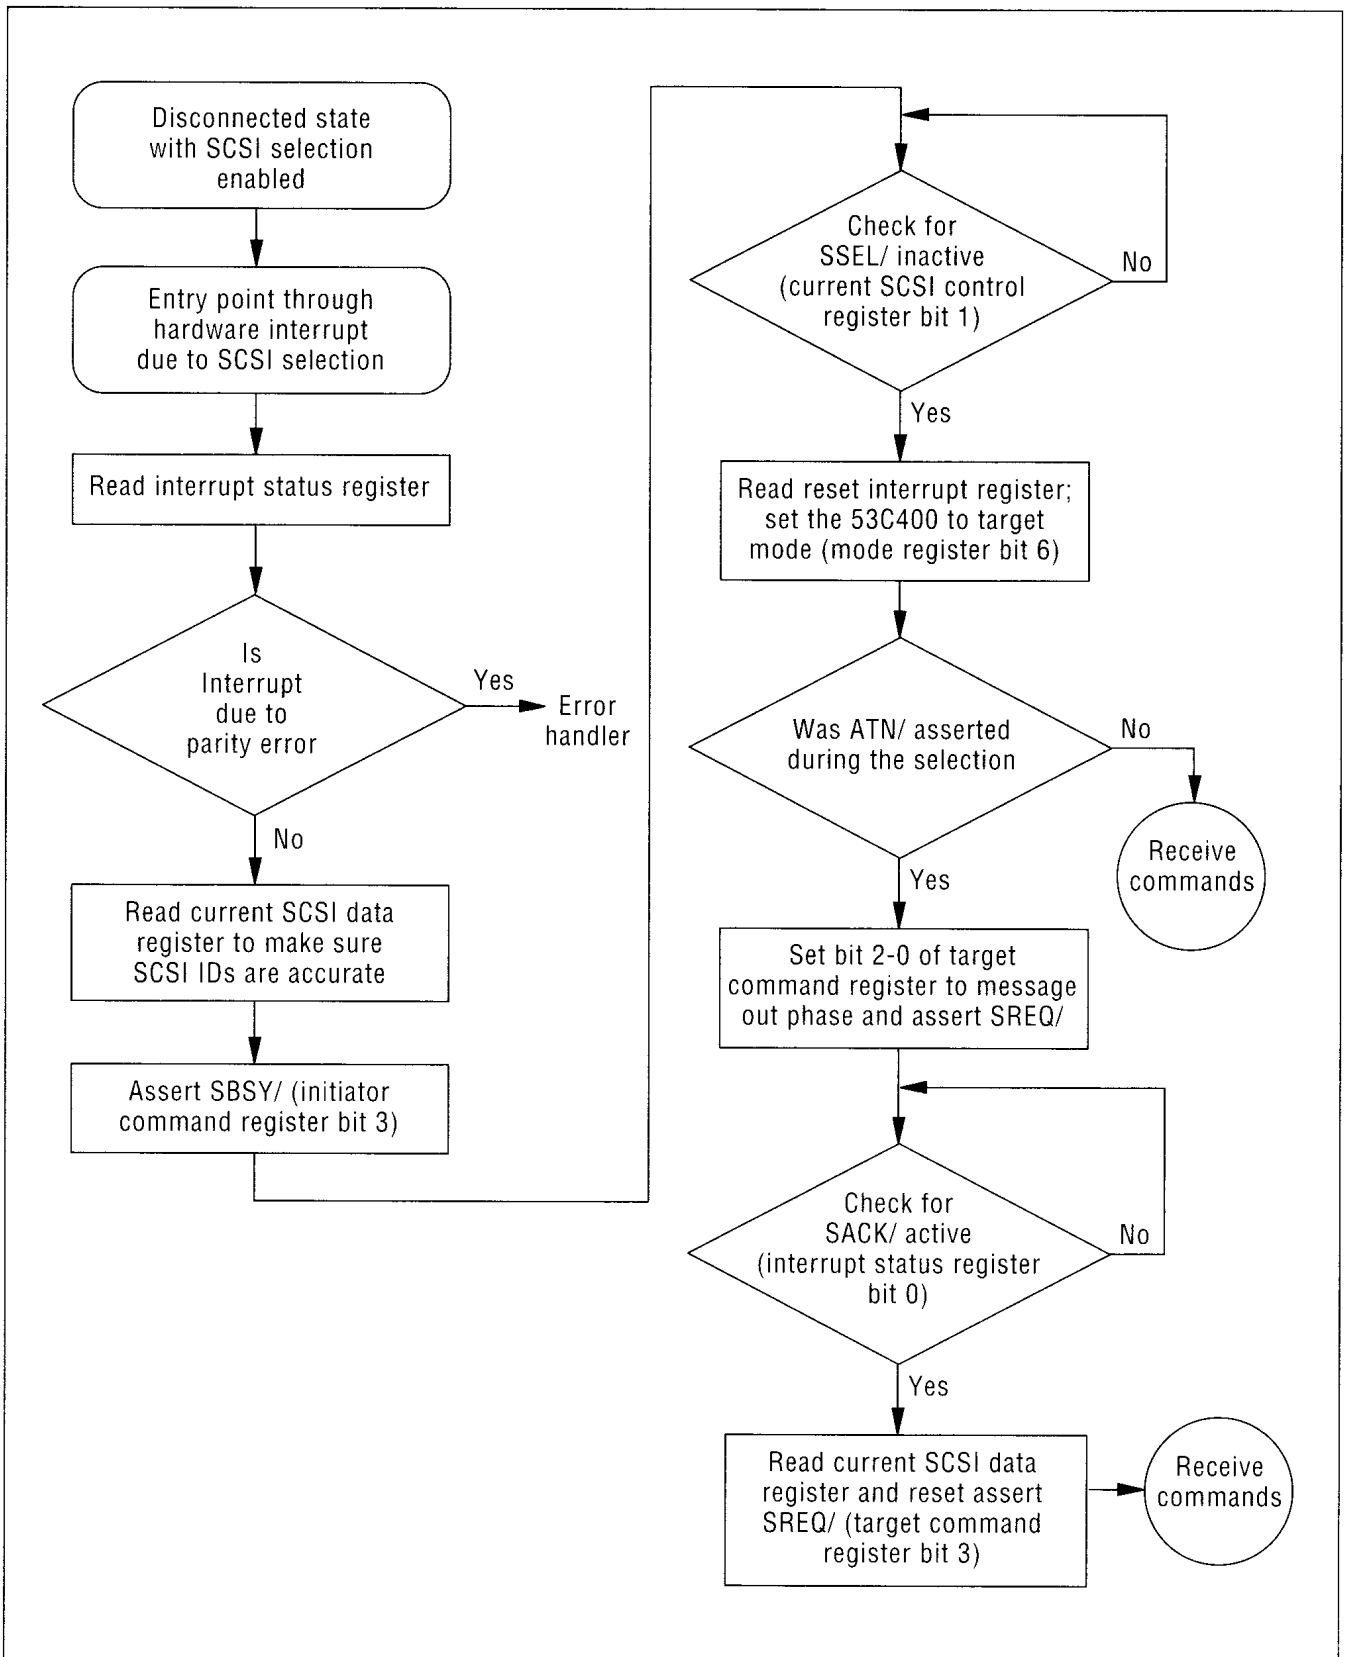 Disconnected state
with SCSI selection
enabled
Entry point through
hardware interrupt
due to SCSI selection
Read interrupt status register
Is
Interrupt
due to
parity error
Yes
Error
handler
No
Read current SCSI data
register to make sure
SCSI IDs are accurate
Assert SBSY/ (initiator
command register bit 3)
Check for
SSEL/ inactive
(current SCSI control
register bit 1)
No
Yes
Read reset interrupt register;
set the 53C400 to target
mode (mode register bit 6)
Was ATN/ asserted
during the selection
No
Receive
commands
Yes
Set bit 2-0 of target
command register to message
out phase and assert SREQ/
Check for
SACK/ active
(interrupt status register
bit 0)
No
Yes
Read current SCSI data
register and reset assert
SREQ/ (target command
register bit 3)
Receive
commands